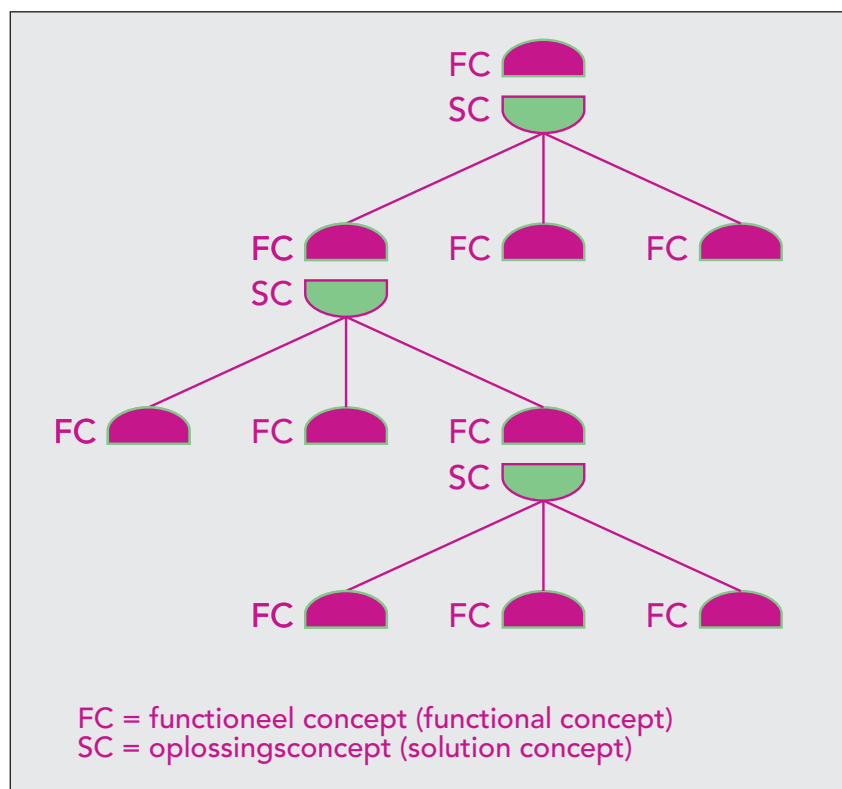 FC
SC
FC FC FC
SC
FC FC FC
SC
FC FC FC
FC = functioneel concept (functional concept)
SC = oplossingsconcept (solution concept)